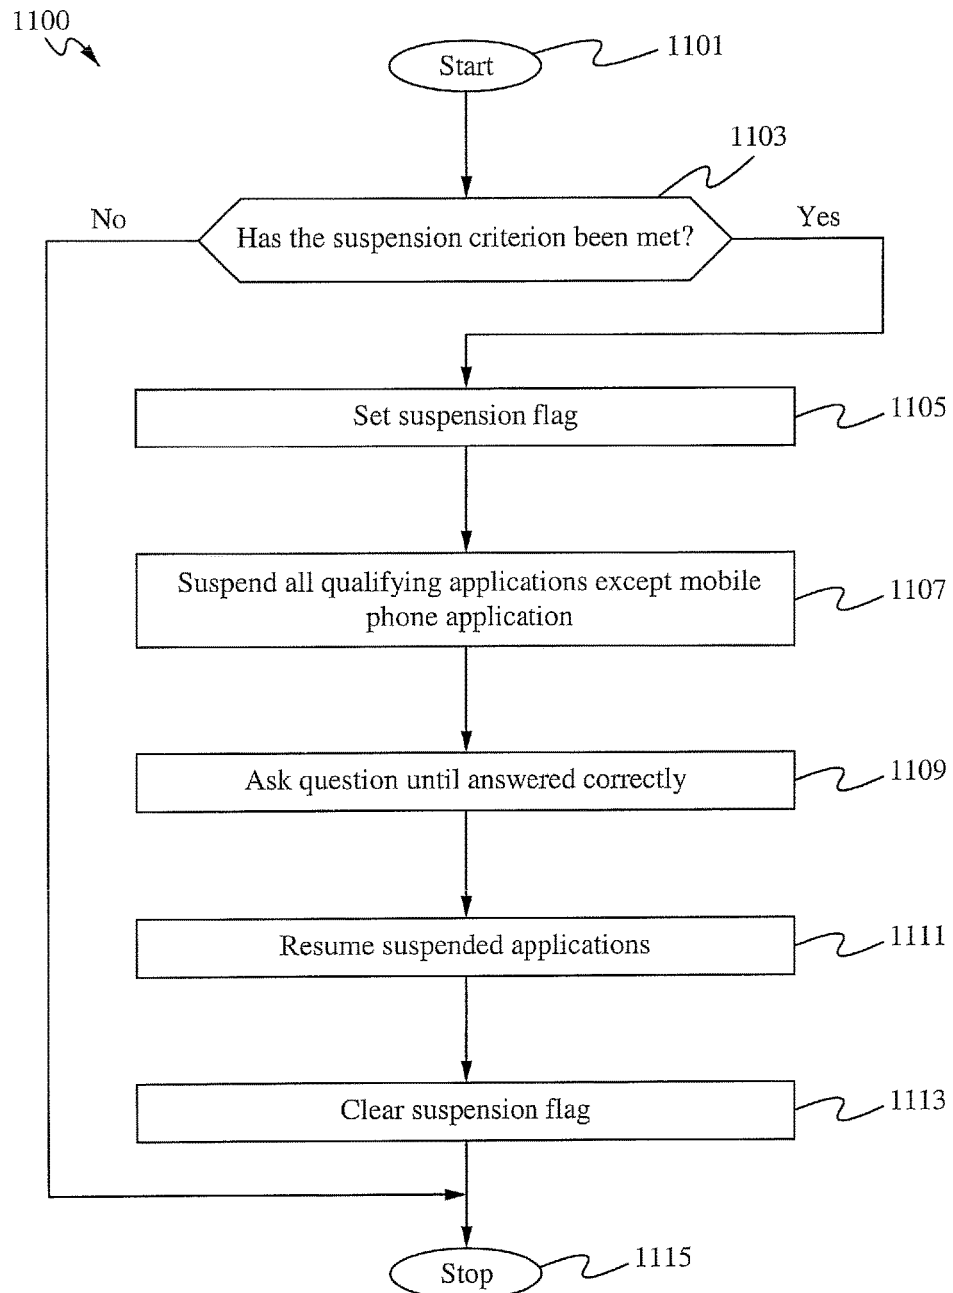 1100
Start
1101
1103
No
Has the suspension criterion been met?
Yes
Set suspension flag
1105
Suspend all qualifying applications except mobile
phone application
1107
Ask question until answered correctly
1109
Resume suspended applications
1111
Clear suspension flag
1113
Stop
1115